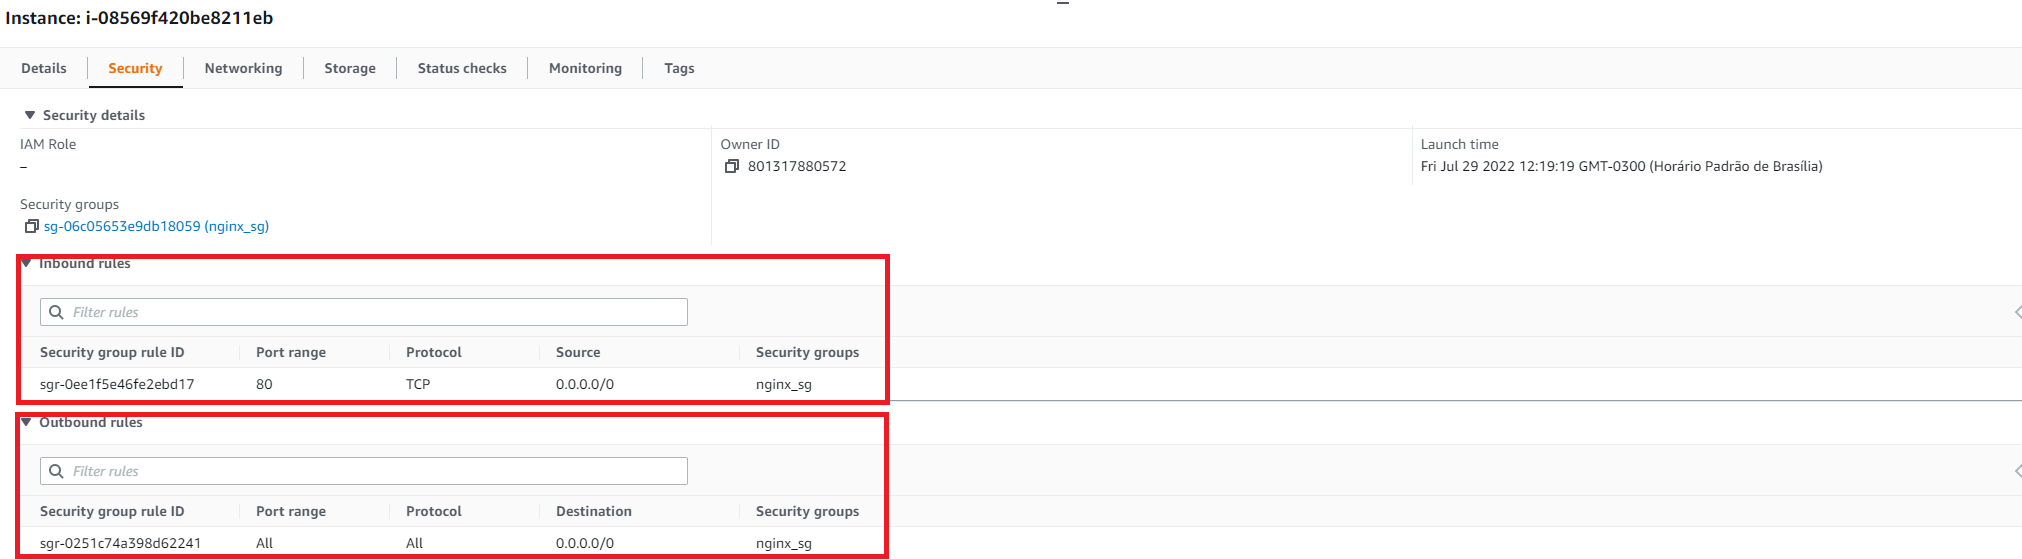 Instance: i-08569f420be8211eb
Details Security Networking Storage Status checks Monitoring Tags
Security details
IAM Role Owner ID Launch time
– 801317880572 Fri Jul 29 2022 12:19:19 GMT-0300 (Horário Padrão de Brasília)
Security groups
sg-06c05653e9db18059 (nginx_sg)
Inbound rules
Filter rules
Security group rule ID Port range Protocol Source Security groups
sgr-0ee1f5e46fe2ebd17 80 TCP 0.0.0.0/0 nginx_sg
Outbound rules
Filter rules
Security group rule ID Port range Protocol Destination Security groups
sgr-0251c74a398d62241 All All 0.0.0.0/0 nginx_sg